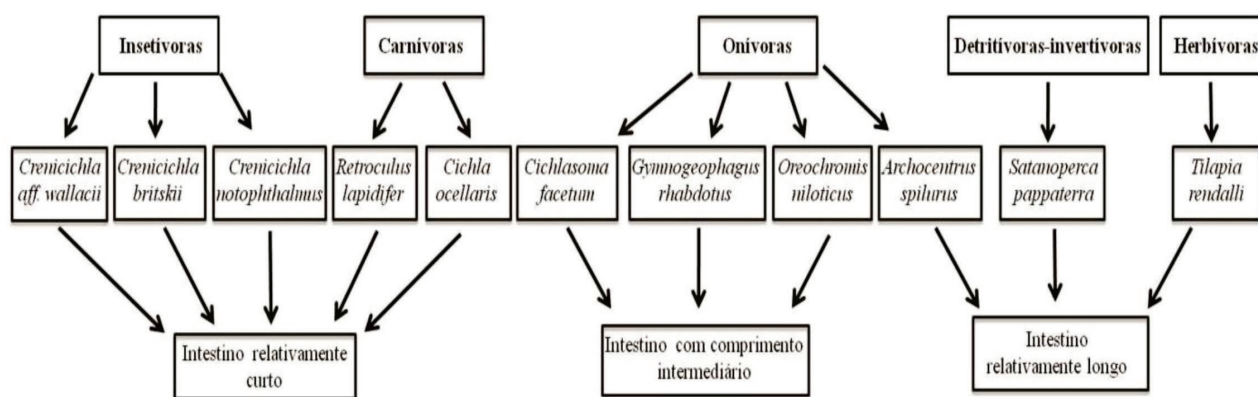 Insetívoras
Carnívoras
Onívoras
Detritívoras-invertívoras
Herbívoras
Crenicichla
aff. wallacii
Crenicichla
britskii
Crenicichla
notophthalmus
Retroculus
lapidifer
Cichla
ocellaris
Cichlasoma
facetum
Gymnogeophagus
rhabdotus
Oreochromis
niloticus
Archocentrus
spilurus
Satanoperca
pappaterra
Tilapia
rendalli
Intestino relativamente
curto
Intestino com comprimento
intermediário
Intestino
relativamente longo